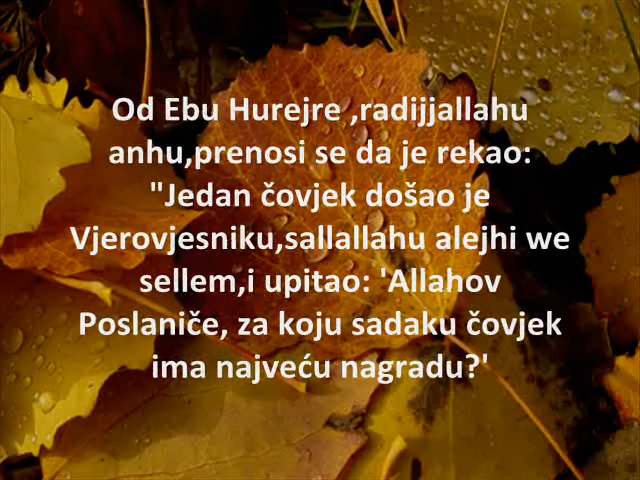 Od Ebu Hurejre ,radijjallahu
anhu,prenosi se da je rekao:
"Jedan čovjek došao je
Vjerovjesniku,sallallahu alejhi we
sellem,i upitao: 'Allahov
Poslaniče, za koju sadaku čovjek
ima najveću nagradu?'